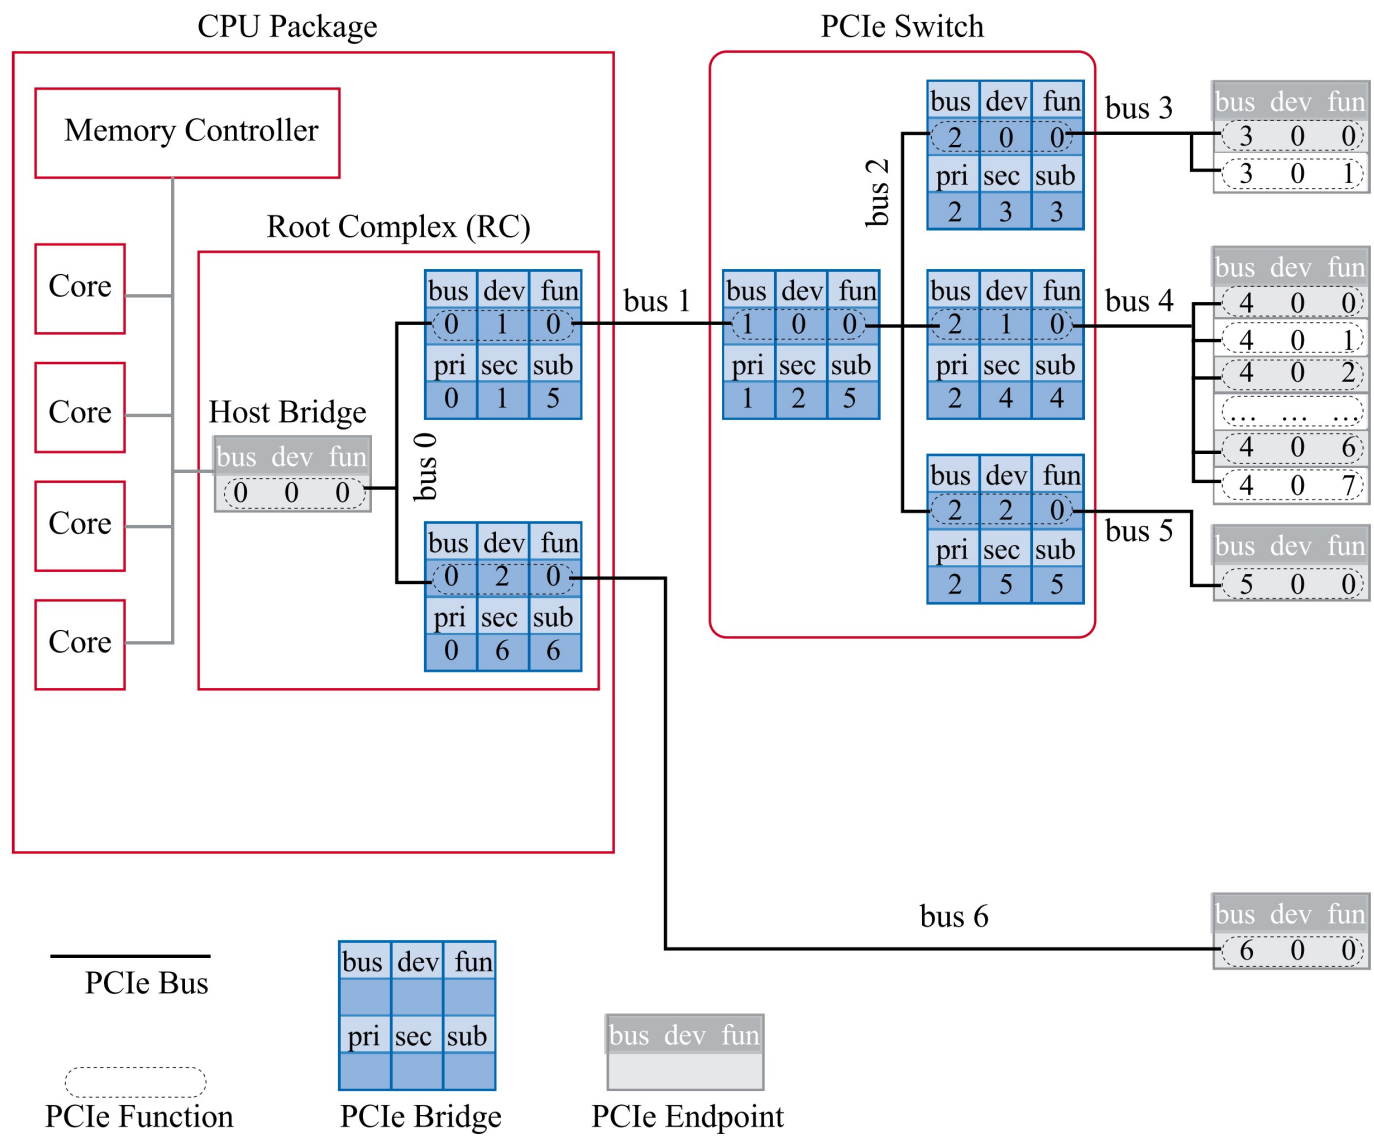 CPU Package
Memory Controller
Core
Core
Core
Core
Root Complex (RC)
Host Bridge
bus dev fun
0 0 0
bus 0
bus dev fun
0 1 0
pri sec sub
0 1 5
bus dev fun
0 2 0
pri sec sub
0 6 6
bus 1
PCIe Switch
bus dev fun
1 0 0
pri sec sub
1 2 5
bus 2
bus dev fun
2 0 0
pri sec sub
2 3 3
bus dev fun
2 1 0
pri sec sub
2 4 4
bus dev fun
2 2 0
pri sec sub
2 5 5
bus 3
bus dev fun
3 0 0
3 0 1
bus 4
bus dev fun
4 0 0
4 0 1
4 0 2
... ... ...
4 0 6
4 0 7
bus 5
bus dev fun
5 0 0
bus 6
bus dev fun
6 0 0
PCIe Bus
PCIe Function
bus dev fun
pri sec sub
PCIe Bridge
bus dev fun
PCIe Endpoint